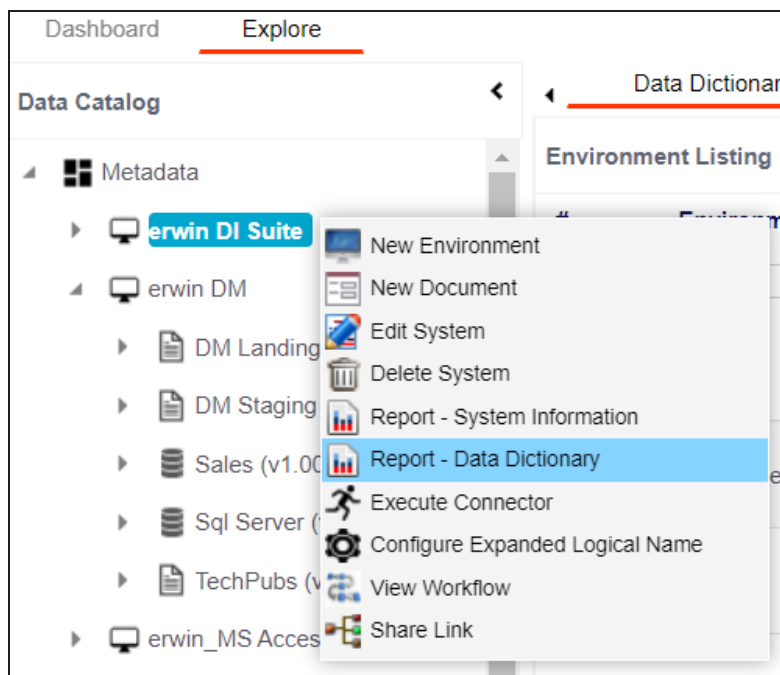 Dashboard Explore
Data Catalog
Data Dictionar
Metadata
Environment Listing
erwin DI Suite
#
New Environment
erwin DM
New Document
Edit System
DM Landing
Delete System
DM Staging
Report - System Information
Sales (v1.00
Report - Data Dictionary
Execute Connector
Sql Server (
Configure Expanded Logical Name
TechPubs (v
View Workflow
erwin_MS Acces
Share Link